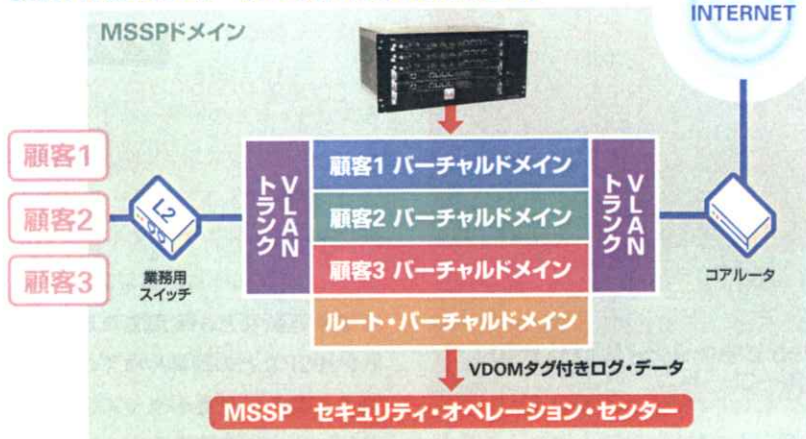 INTERNET
MSSPドメイン
顧客1
顧客2
顧客3
L2
業務用
スイッチ
VLAN
トランク
顧客1 バーチャルドメイン
顧客2 バーチャルドメイン
顧客3 バーチャルドメイン
ルート・バーチャルドメイン
VLAN
トランク
コアルータ
VDOMタグ付きログ・データ
MSSP セキュリティ・オペレーション・センター